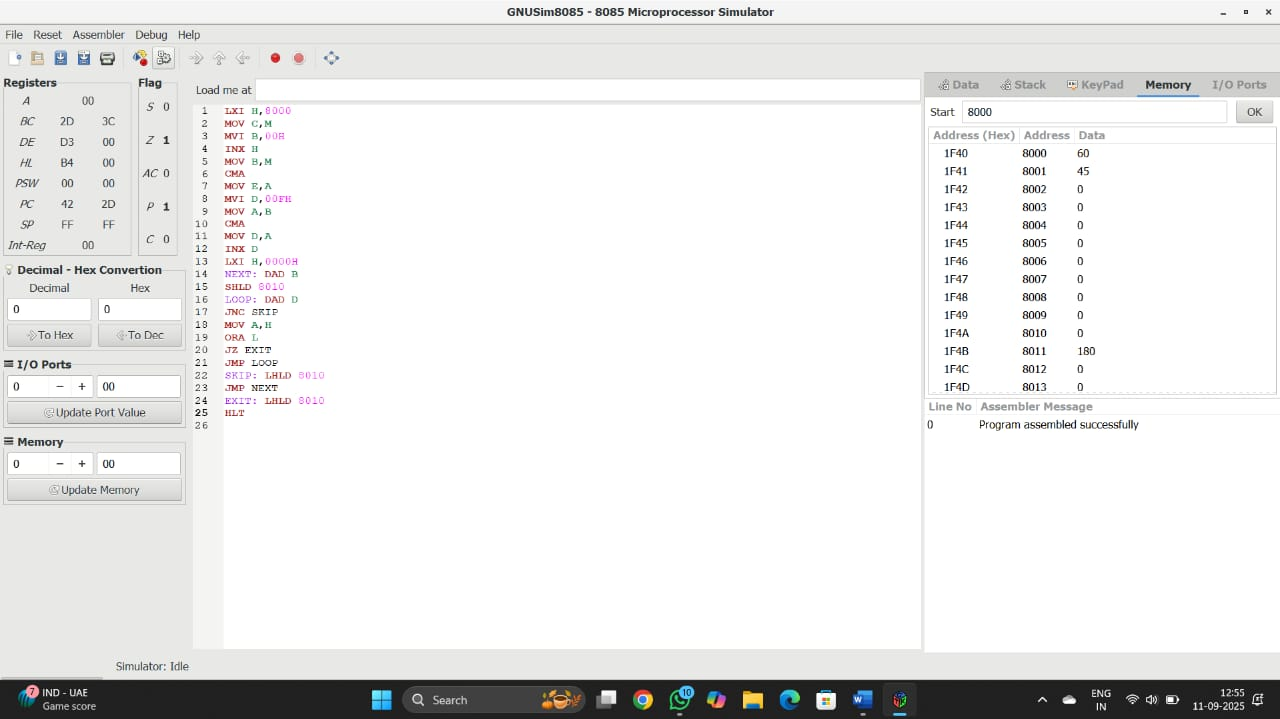 GNUSim8085 - 8085 Microprocessor Simulator
File Reset Assembler Debug Help
Registers
A 00
BC 2D 3C
DE D3 00
HL B4 00
PSW 00 00
PC 42 2D
SP FF FF
Int-Reg 00
Flag
S 0
Z 1
AC 0
P 1
C 0
Decimal - Hex Convertion
Decimal Hex
0 0
To Hex To Dec
I/O Ports
0 − + 00
Update Port Value
Memory
0 − + 00
Update Memory
Load me at
1 LXI H,8000
2 MOV C,M
3 MVI B,00H
4 INX H
5 MOV B,M
6 CMA
7 MOV E,A
8 MVI D,00FH
9 MOV A,B
10 CMA
11 MOV D,A
12 INX D
13 LXI H,0000H
14 NEXT: DAD B
15 SHLD 8010
16 LOOP: DAD D
17 JNC SKIP
18 MOV A,H
19 ORA L
20 JZ EXIT
21 JMP LOOP
22 SKIP: LHLD 8010
23 JMP NEXT
24 EXIT: LHLD 8010
25 HLT
26
Data Stack KeyPad Memory I/O Ports
Start 8000 OK
Address (Hex) Address Data
1F40 8000 60
1F41 8001 45
1F42 8002 0
1F43 8003 0
1F44 8004 0
1F45 8005 0
1F46 8006 0
1F47 8007 0
1F48 8008 0
1F49 8009 0
1F4A 8010 0
1F4B 8011 180
1F4C 8012 0
1F4D 8013 0
Line No Assembler Message
0 Program assembled successfully
Simulator: Idle
7 IND - UAE
Game score
Search
10
ENG
IN
12:55
11-09-2025